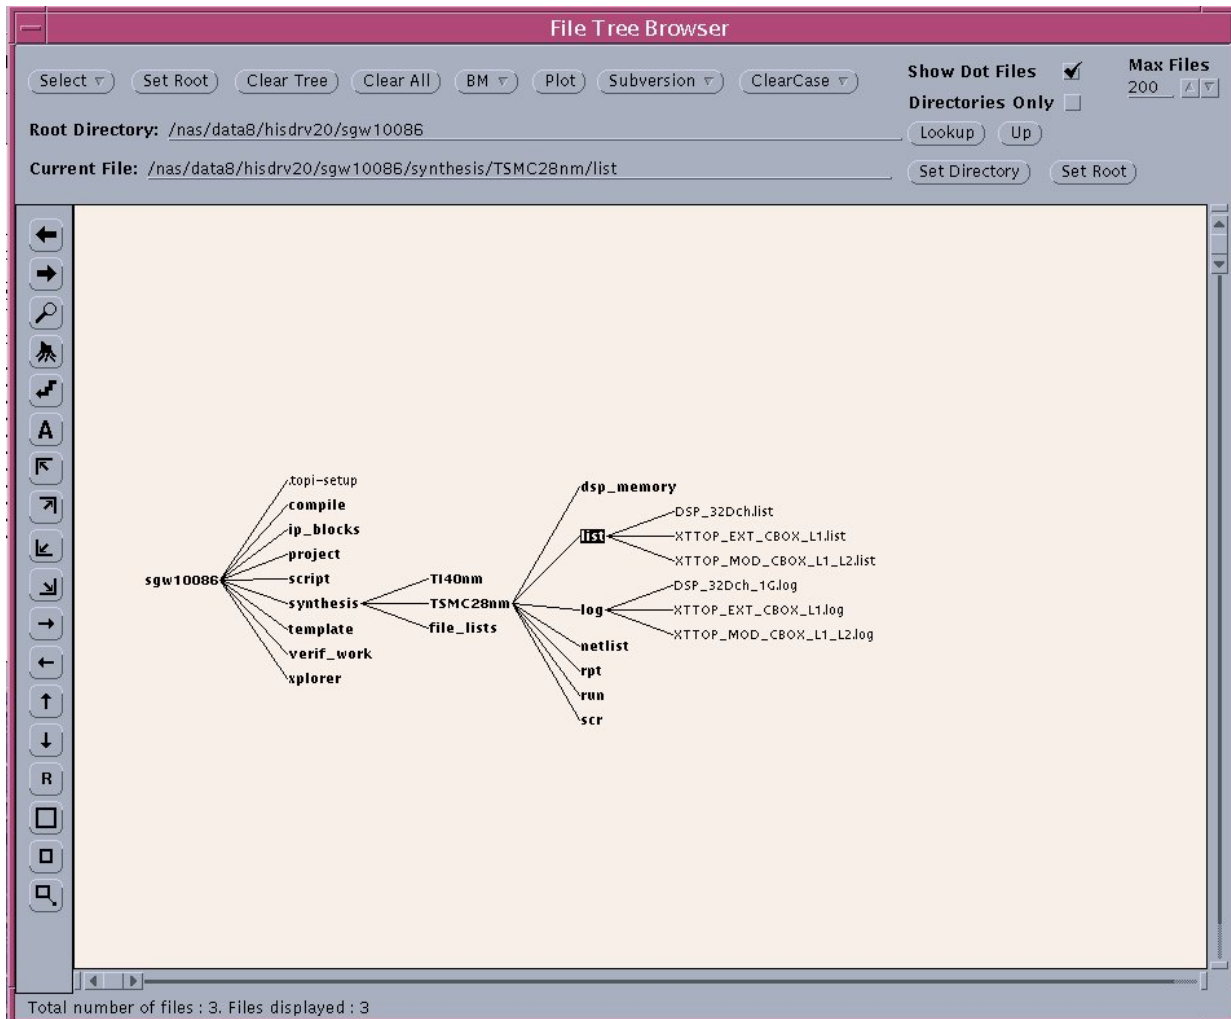 File Tree Browser
Select Set Root Clear Tree Clear All BM Plot Subversion ClearCase Show Dot Files Max Files
200
Directories Only
Root Directory: /nas/data8/hisdrv20/sgw10086 Lookup Up
Current File: /nas/data8/hisdrv20/sgw10086/synthesis/TSMC28nm/list Set Directory Set Root
A
R
sgw10086
.topi-setup
compile
ip_blocks
project
script
synthesis
template
verif_work
xplorer
TI40nm
TSMC28nm
file_lists
dsp_memory
list
log
netlist
rpt
run
scr
DSP_32Dch.list
XTTOP_EXT_CBOX_L1.list
XTTOP_MOD_CBOX_L1_L2.list
DSP_32Dch_1G.log
XTTOP_EXT_CBOX_L1.log
XTTOP_MOD_CBOX_L1_L2.log
Total number of files : 3. Files displayed : 3